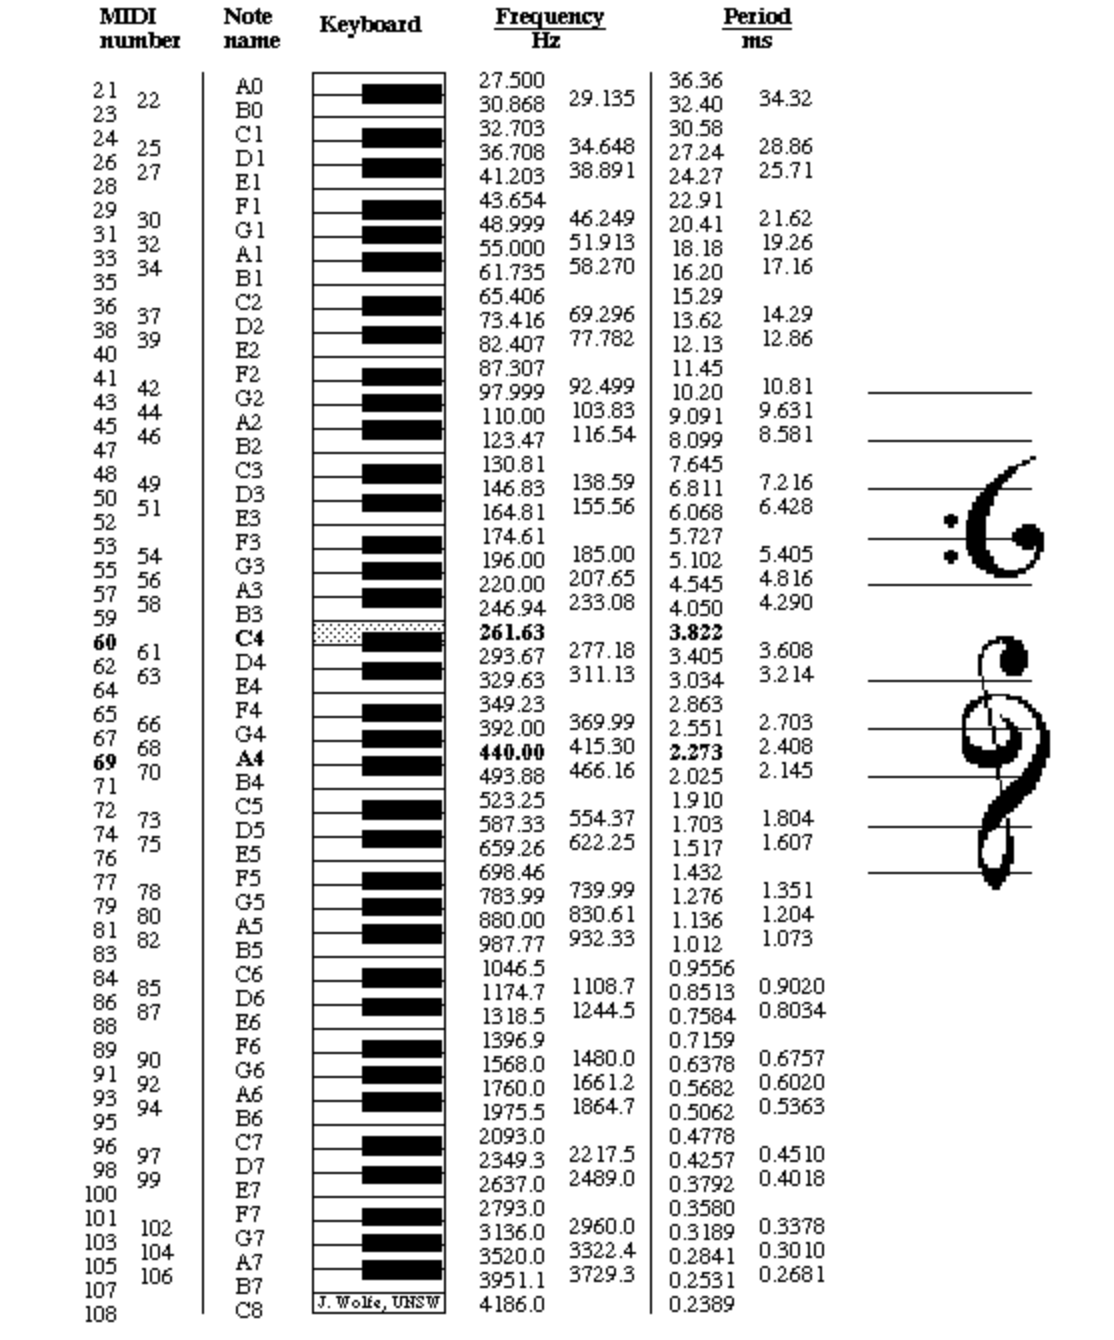 MIDI number Note name Keyboard Frequency Hz Period ms
21 A0 27.500 36.36
22 29.135 34.32
23 B0 30.868 32.40
24 C1 32.703 30.58
25 34.648 28.86
26 D1 36.708 27.24
27 38.891 25.71
28 E1 41.203 24.27
29 F1 43.654 22.91
30 46.249 21.62
31 G1 48.999 20.41
32 51.913 19.26
33 A1 55.000 18.18
34 58.270 17.16
35 B1 61.735 16.20
36 C2 65.406 15.29
37 69.296 14.29
38 D2 73.416 13.62
39 77.782 12.86
40 E2 82.407 12.13
41 F2 87.307 11.45
42 92.499 10.81
43 G2 97.999 10.20
44 103.83 9.631
45 A2 110.00 9.091
46 116.54 8.581
47 B2 123.47 8.099
48 C3 130.81 7.645
49 138.59 7.216
50 D3 146.83 6.811
51 155.56 6.428
52 E3 164.81 6.068
53 F3 174.61 5.727
54 185.00 5.405
55 G3 196.00 5.102
56 207.65 4.816
57 A3 220.00 4.545
58 233.08 4.290
59 B3 246.94 4.050
60 C4 261.63 3.822
61 277.18 3.608
62 D4 293.67 3.405
63 311.13 3.214
64 E4 329.63 3.034
65 F4 349.23 2.863
66 369.99 2.703
67 G4 392.00 2.551
68 415.30 2.408
69 A4 440.00 2.273
70 466.16 2.145
71 B4 493.88 2.025
72 C5 523.25 1.910
73 554.37 1.804
74 D5 587.33 1.703
75 622.25 1.607
76 E5 659.26 1.517
77 F5 698.46 1.432
78 739.99 1.351
79 G5 783.99 1.276
80 830.61 1.204
81 A5 880.00 1.136
82 932.33 1.073
83 B5 987.77 1.012
84 C6 1046.5 0.9556
85 1108.7 0.9020
86 D6 1174.7 0.8513
87 1244.5 0.8034
88 E6 1318.5 0.7584
89 F6 1396.9 0.7159
90 1480.0 0.6757
91 G6 1568.0 0.6378
92 1661.2 0.6020
93 A6 1760.0 0.5682
94 1864.7 0.5363
95 B6 1975.5 0.5062
96 C7 2093.0 0.4778
97 2217.5 0.4510
98 D7 2349.3 0.4257
99 2489.0 0.4018
100 E7 2637.0 0.3792
101 F7 2793.0 0.3580
102 2960.0 0.3378
103 G7 3136.0 0.3189
104 3322.4 0.3010
105 A7 3520.0 0.2841
106 3729.3 0.2681
107 B7 3951.1 0.2531
108 C8 J. Wolfe, UNSW 4186.0 0.2389